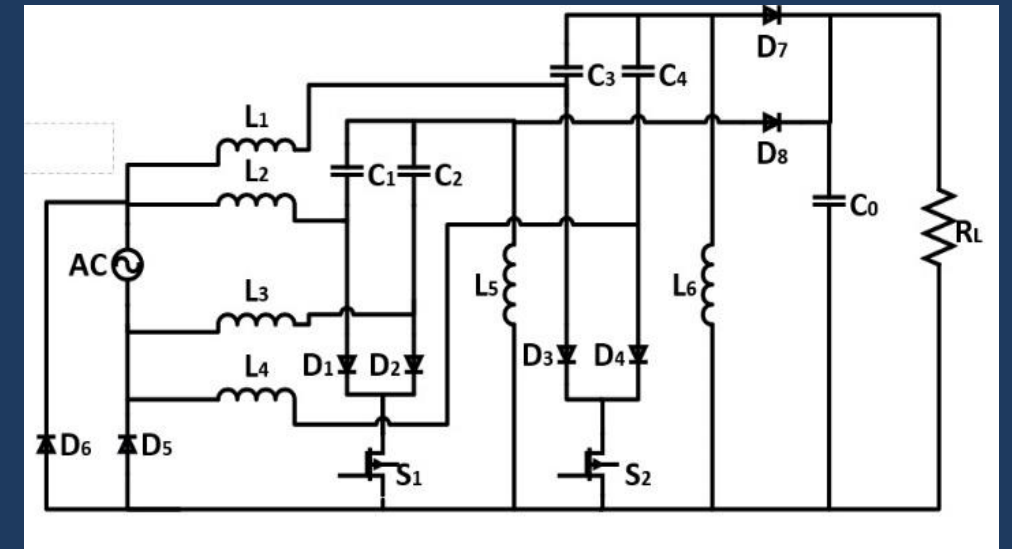 D7
C3 C4
L1
D8
L2
C1 C2
C0
RL
AC
L3
L5
L6
L4
D1 D2
D3 D4
D6 D5
S1
S2